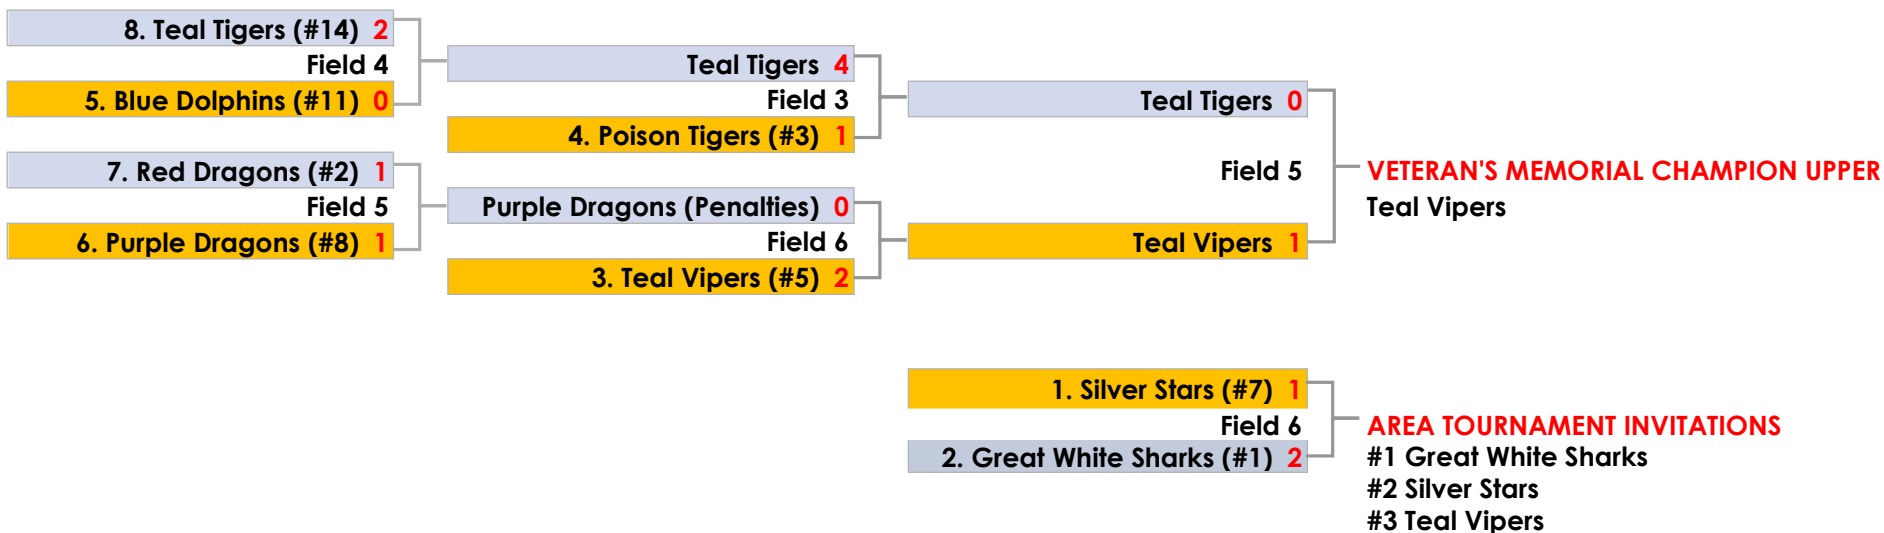 8. Teal Tigers (#14) 2
Field 4
5. Blue Dolphins (#11) 0
7. Red Dragons (#2) 1
Field 5
6. Purple Dragons (#8) 1
Teal Tigers 4
Field 3
4. Poison Tigers (#3) 1
Purple Dragons (Penalties) 0
Field 6
3. Teal Vipers (#5) 2
Teal Tigers 0
Field 5
Teal Vipers 1
VETERAN'S MEMORIAL CHAMPION UPPER
Teal Vipers
1. Silver Stars (#7) 1
Field 6
2. Great White Sharks (#1) 2
AREA TOURNAMENT INVITATIONS
#1 Great White Sharks
#2 Silver Stars
#3 Teal Vipers